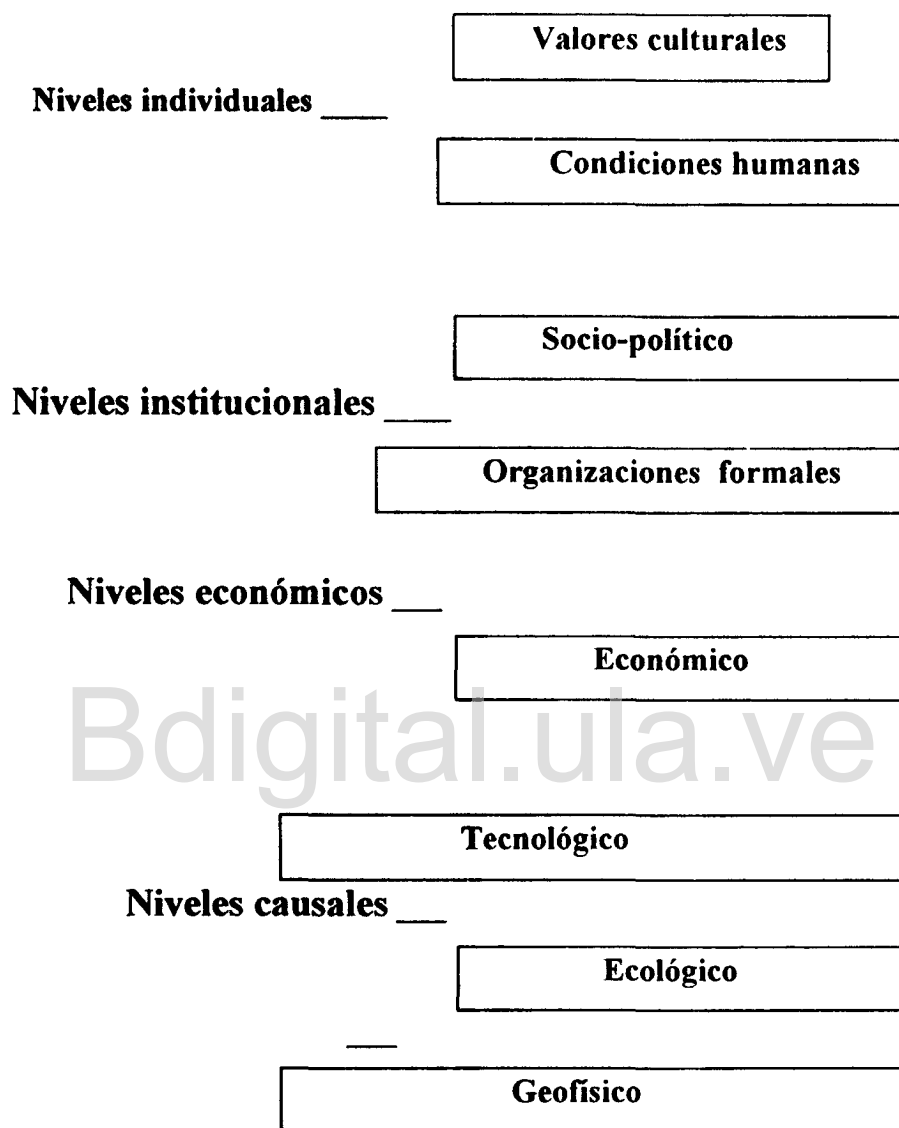 Valores culturales
Niveles individuales
Condiciones humanas
Socio-político
Niveles institucionales
Organizaciones formales
Niveles económicos
Económico
Bdigital.ula.ve
Tecnológico
Niveles causales
Ecológico
Geofísico